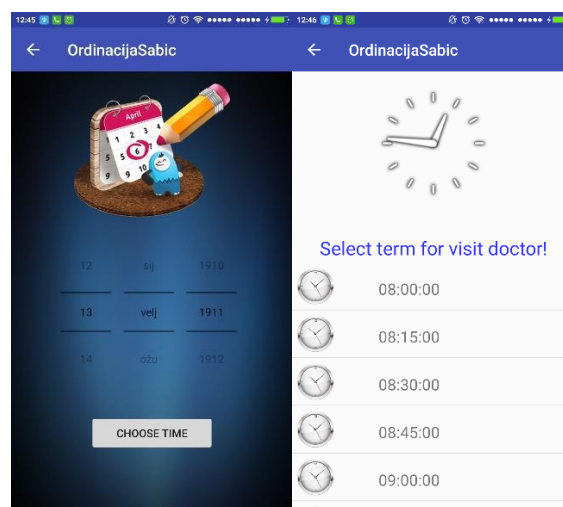 12:45
OrdinacijaSabic
April
12 sij 1910
13 velj 1911
14 ožu 1912
CHOOSE TIME
12:46
OrdinacijaSabic
Select term for visit doctor!
08:00:00
08:15:00
08:30:00
08:45:00
09:00:00